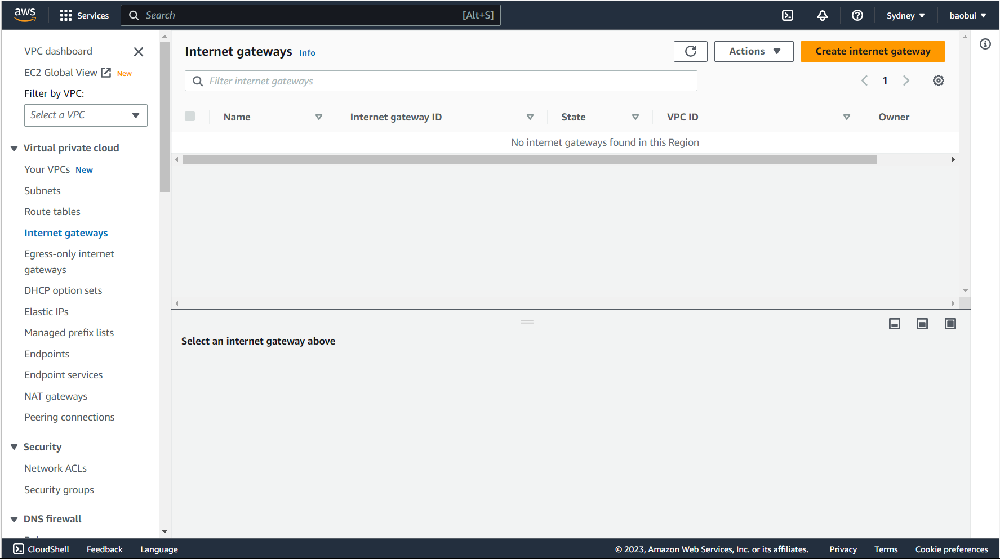 aws
Services
Search
[Alt+S]
Sydney
baobui
VPC dashboard
EC2 Global View New
Filter by VPC:
Select a VPC
Virtual private cloud
Your VPCs New
Subnets
Route tables
Internet gateways
Egress-only internet
gateways
DHCP option sets
Elastic IPs
Managed prefix lists
Endpoints
Endpoint services
NAT gateways
Peering connections
Security
Network ACLs
Security groups
DNS firewall
Internet gateways Info
Actions
Create internet gateway
Filter internet gateways
1
Name
Internet gateway ID
State
VPC ID
Owner
No internet gateways found in this Region
Select an internet gateway above
CloudShell
Feedback
Language
© 2023, Amazon Web Services, Inc. or its affiliates.
Privacy
Terms
Cookie preferences